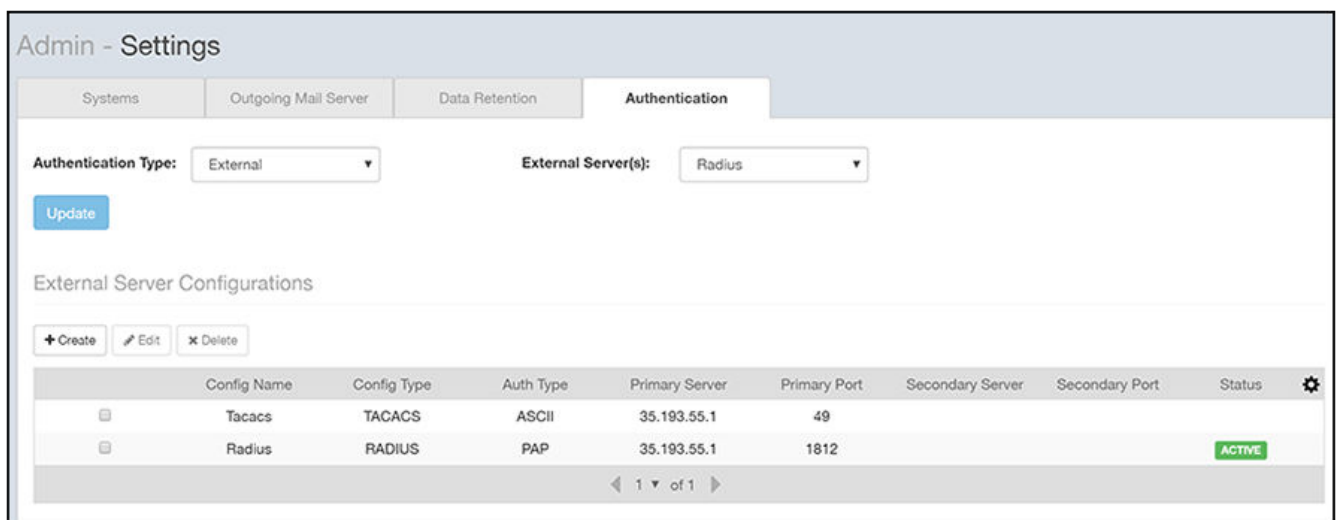 Admin - Settings
Systems Outgoing Mail Server Data Retention Authentication
Authentication Type: External External Server(s): Radius
Update
External Server Configurations
+ Create Edit × Delete
Config Name Config Type Auth Type Primary Server Primary Port Secondary Server Secondary Port Status
Tacacs TACACS ASCII 35.193.55.1 49
Radius RADIUS PAP 35.193.55.1 1812 ACTIVE
1 of 1